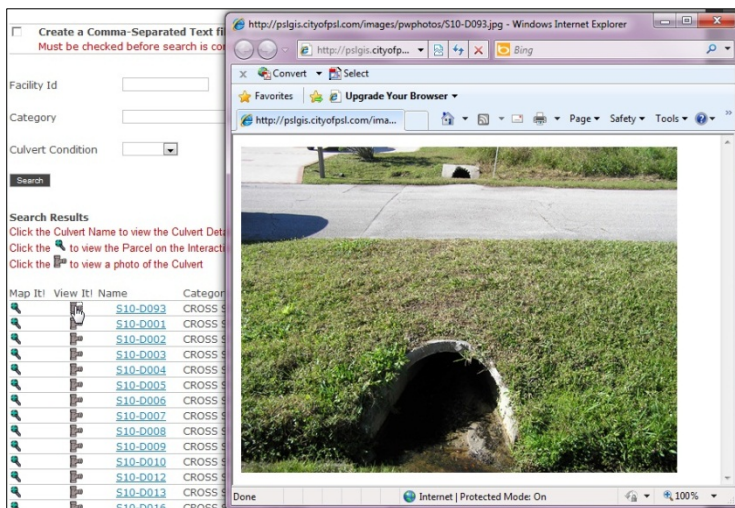 Create a Comma-Separated Text fi
Must be checked before search is co
Facility Id
Category
Culvert Condition
Search
Search Results
Click the Culvert Name to view the Culvert Deta
Click the to view the Parcel on the Interacti
Click the to view a photo of the Culvert
Map It! View It! Name Categor
S10-D093 CROSS S
S10-D001 CROSS S
S10-D002 CROSS S
S10-D003 CROSS S
S10-D004 CROSS S
S10-D005 CROSS S
S10-D006 CROSS S
S10-D007 CROSS S
S10-D008 CROSS S
S10-D009 CROSS S
S10-D010 CROSS S
S10-D012 CROSS S
S10-D013 CROSS S
S10-D016 CROSS S
http://pslgis.cityofpsl.com/images/pwphotos/S10-D093.jpg - Windows Internet Explorer
http://pslgis.cityofp...
Bing
Convert Select
Favorites Upgrade Your Browser
http://pslgis.cityofpsl.com/ima...
Page Safety Tools
Done Internet | Protected Mode: On 100%